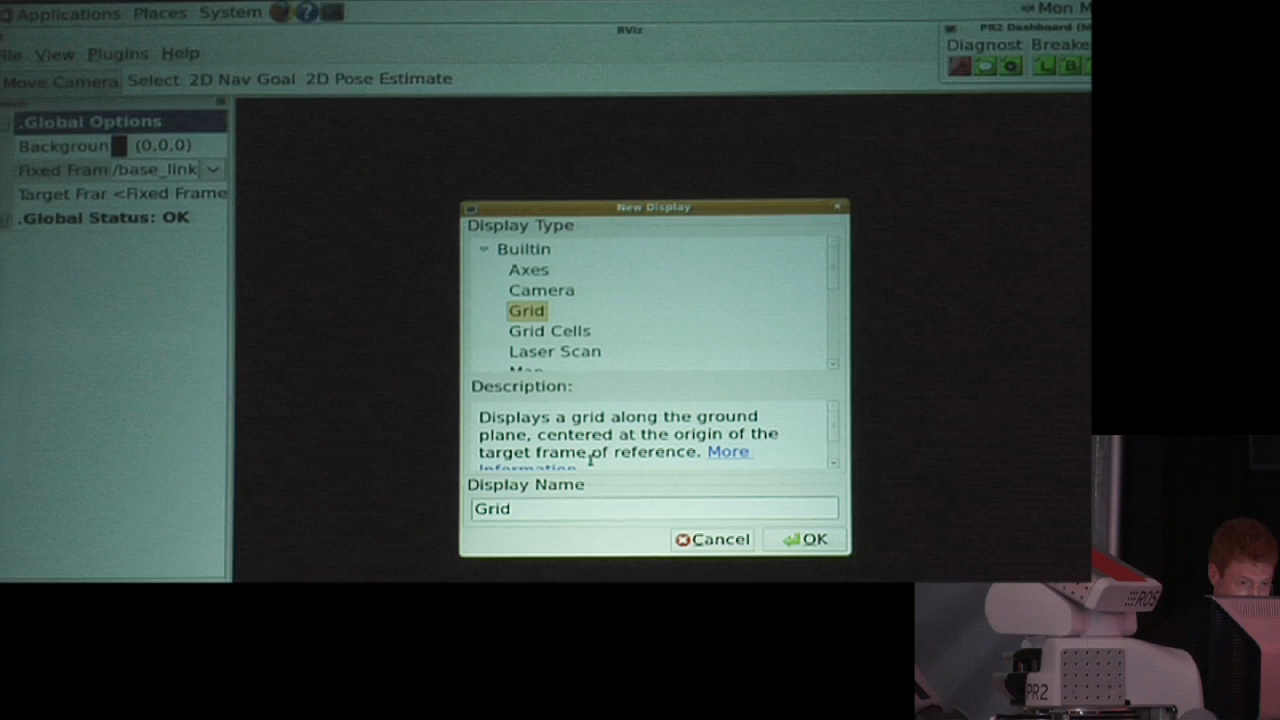 Applications Places System
Mon M
RViz
PR2 Dashboard (M
File View Plugins Help
Diagnost Breake
Move Camera Select 2D Nav Goal 2D Pose Estimate
.Global Options
Backgroun (0,0,0)
Fixed Fram /base_link
Target Frar <Fixed Frame
.Global Status: OK
New Display
Display Type
Builtin
Axes
Camera
Grid
Grid Cells
Laser Scan
Description:
Displays a grid along the ground
plane, centered at the origin of the
target frame of reference. More
Information
Display Name
Grid
Cancel OK
ROS
PR2